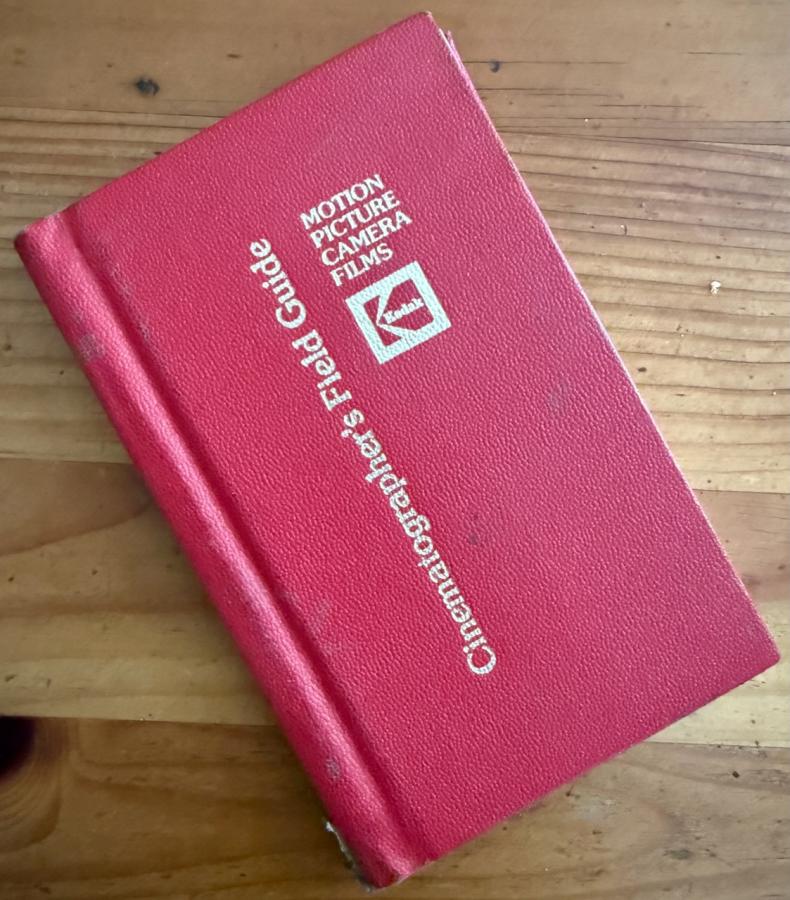 Cinematographer's Field Guide
MOTION
PICTURE
CAMERA
FILMS
Kodak